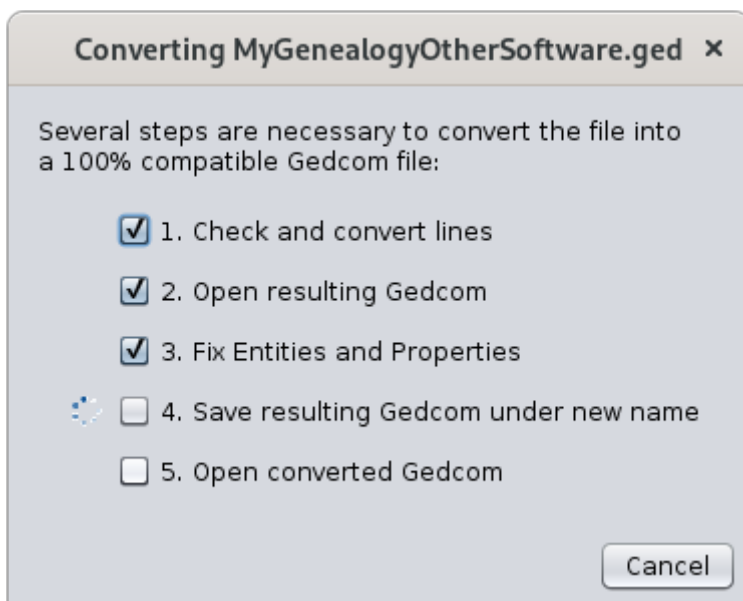 Converting MyGenealogyOtherSoftware.ged ×
Several steps are necessary to convert the file into
a 100% compatible Gedcom file:
1. Check and convert lines
2. Open resulting Gedcom
3. Fix Entities and Properties
4. Save resulting Gedcom under new name
5. Open converted Gedcom
Cancel